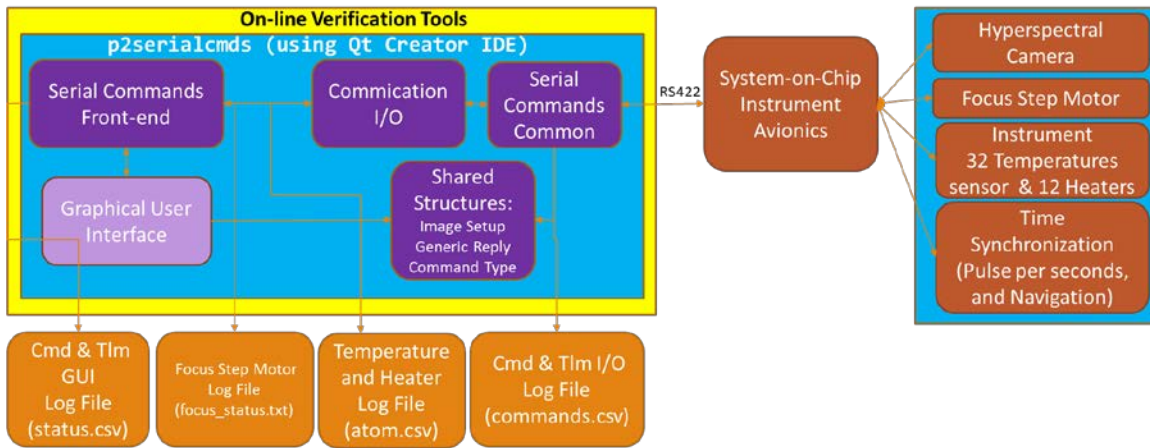 On-line Verification Tools
p2serialcmds (using Qt Creator IDE)
Serial Commands
Front-end
Commication
I/O
Serial
Commands
Common
Graphical User
Interface
Shared
Structures:
Image Setup
Generic Reply
Command Type
RS422
System-on-Chip
Instrument
Avionics
Hyperspectral
Camera
Focus Step Motor
Instrument
32 Temperatures
sensor & 12 Heaters
Time
Synchronization
(Pulse per seconds,
and Navigation)
Cmd & Tlm
GUI
Log File
(status.csv)
Focus Step Motor
Log File
(focus_status.txt)
Temperature
and Heater
Log File
(atom.csv)
Cmd & Tlm I/O
Log File
(commands.csv)